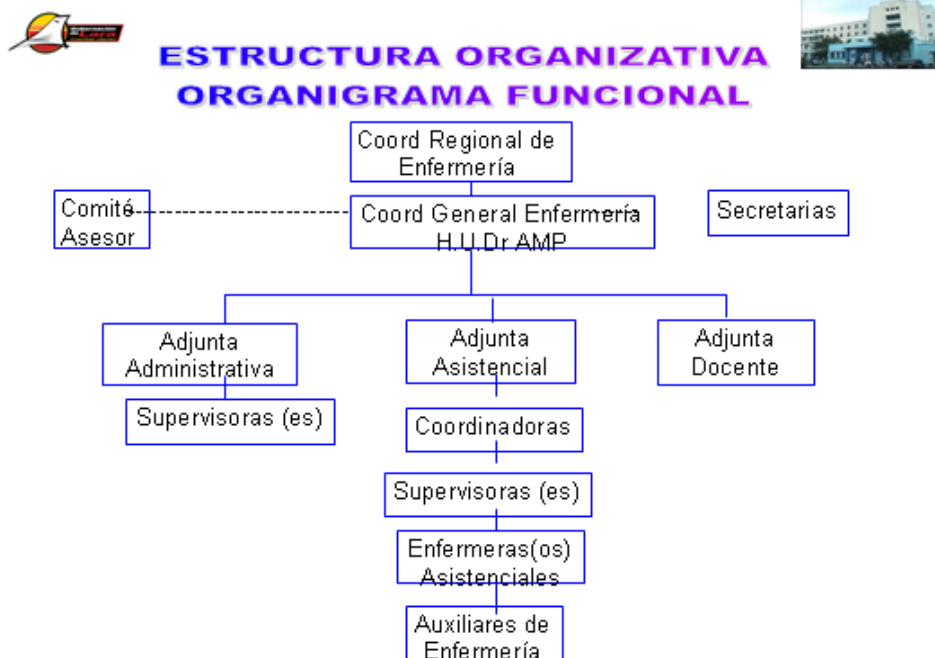 ESTRUCTURA ORGANIZATIVA
ORGANIGRAMA FUNCIONAL
Coord Regional de
Enfermería
Comité
Asesor
Coord General Enfermería
H.U.Dr AMP
Secretarias
Adjunta
Administrativa
Adjunta
Asistencial
Adjunta
Docente
Supervisoras (es)
Coordinadoras
Supervisoras (es)
Enfermeras(os)
Asistenciales
Auxiliares de
Enfermería